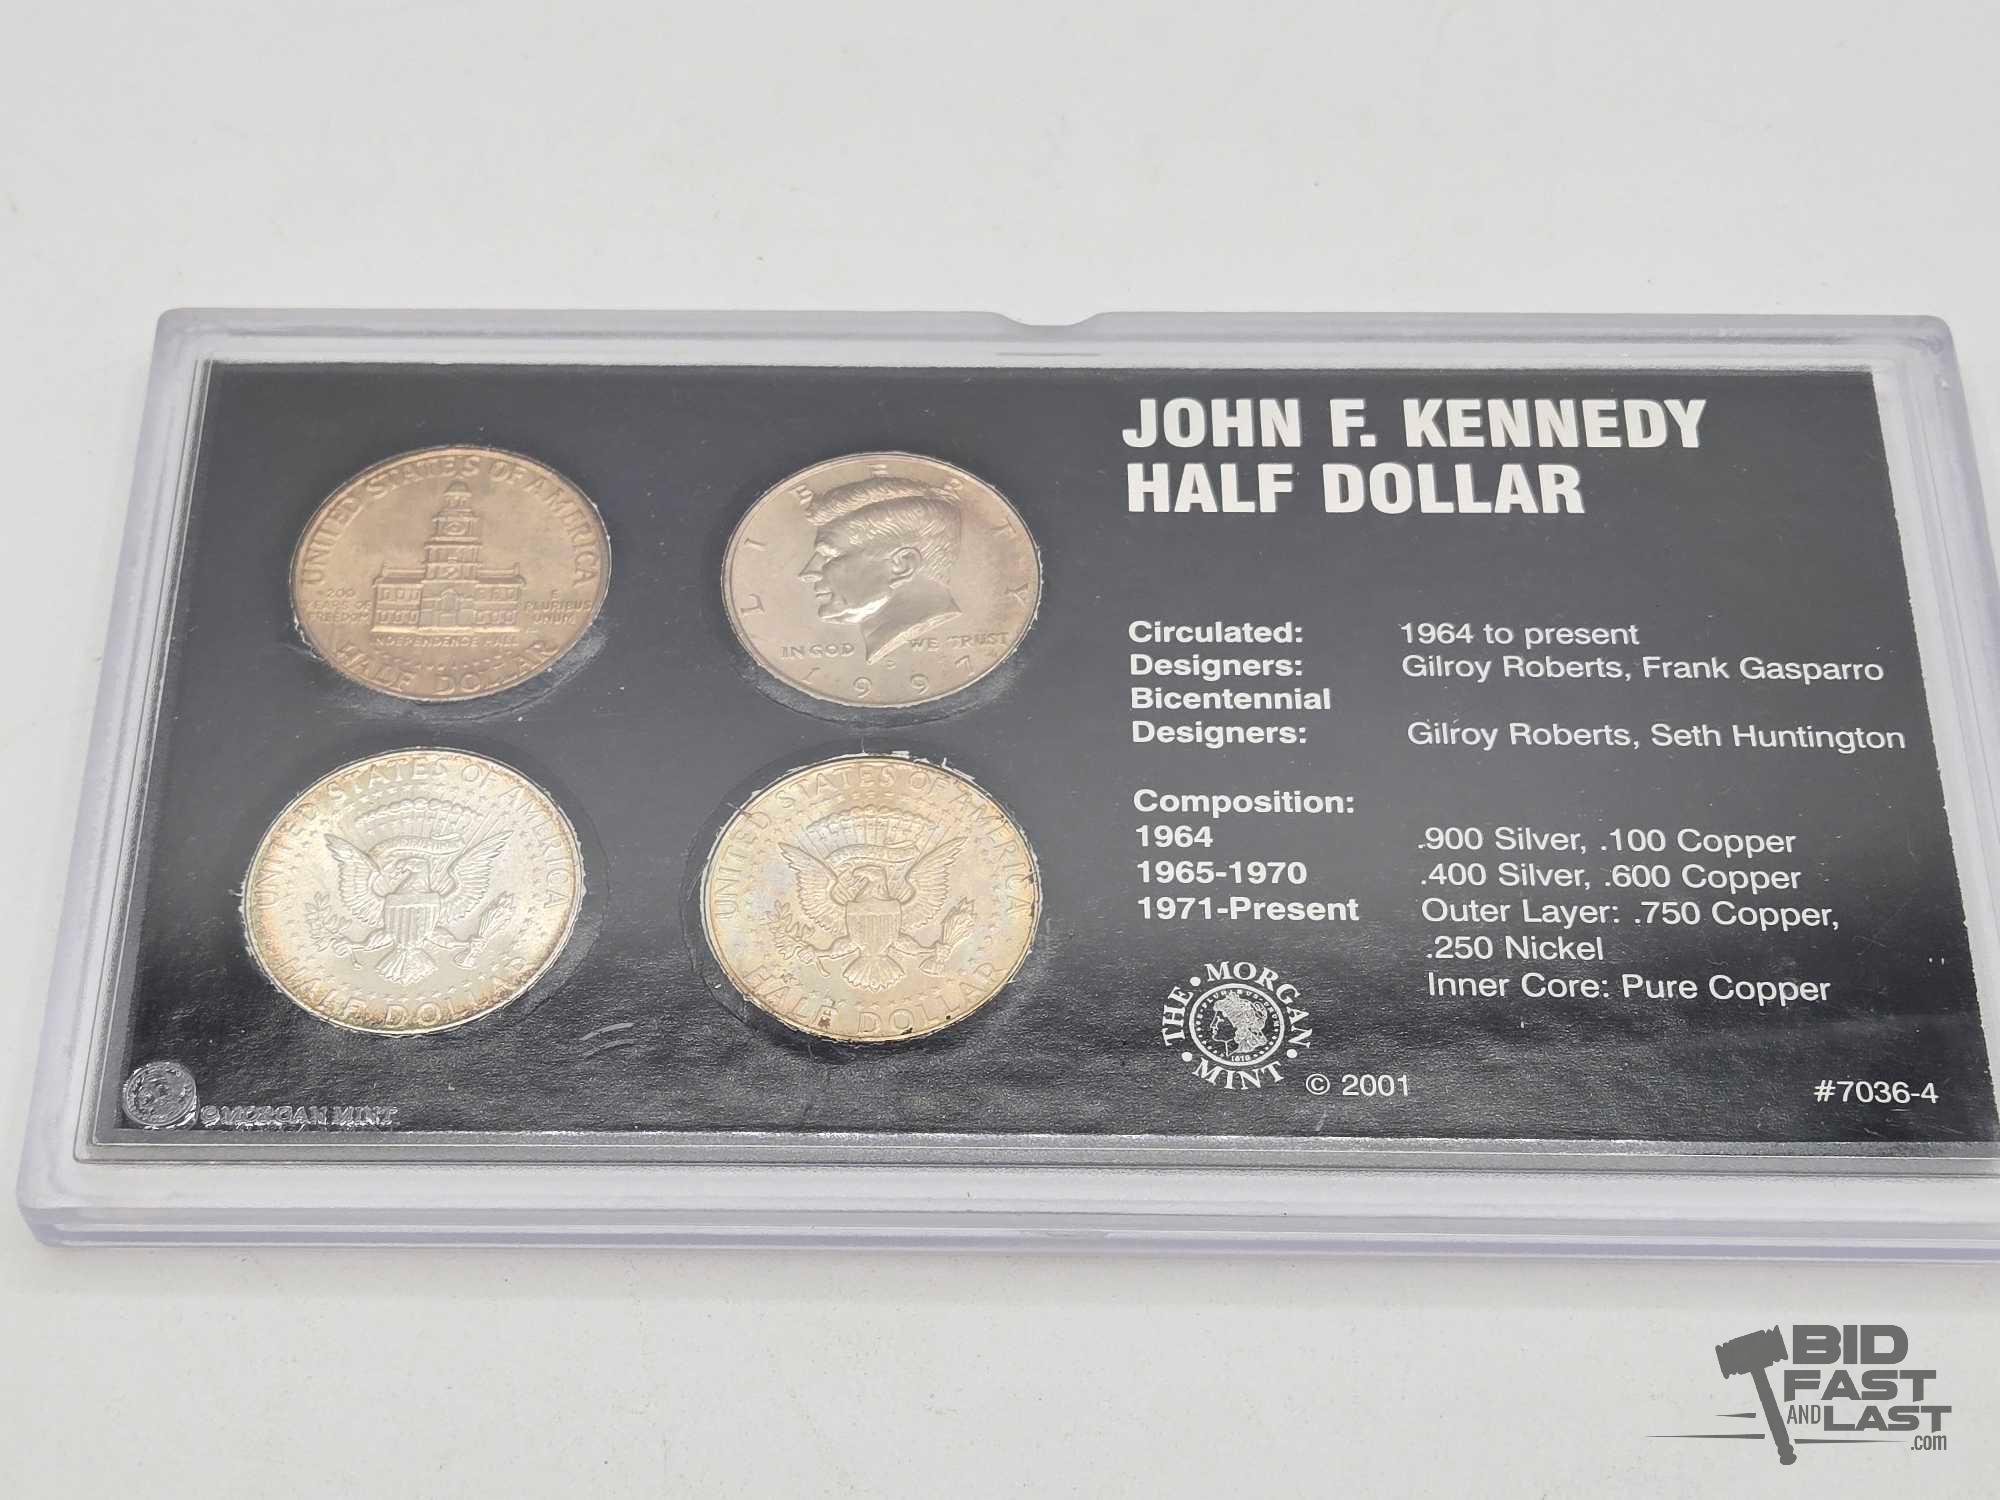 JOHN F. KENNEDY
HALF DOLLAR
Circulated: 1964 to present
Designers: Gilroy Roberts, Frank Gasparro
Bicentennial
Designers: Gilroy Roberts, Seth Huntington
Composition:
1964 .900 Silver, .100 Copper
1965-1970 .400 Silver, .600 Copper
1971-Present Outer Layer: .750 Copper,
.250 Nickel
Inner Core: Pure Copper
THE MORGAN MINT
© 2001
#7036-4
UNITED STATES OF AMERICA
200
YEARS OF
FREEDOM
E
PLURIBUS
UNUM
INDEPENDENCE HALL
HALF DOLLAR
LIBERTY
IN GOD WE TRUST
1997
UNITED STATES OF AMERICA
HALF DOLLAR
UNITED STATES OF AMERICA
HALF DOLLAR
© MORGAN MINT
BID
FAST
AND LAST
.com